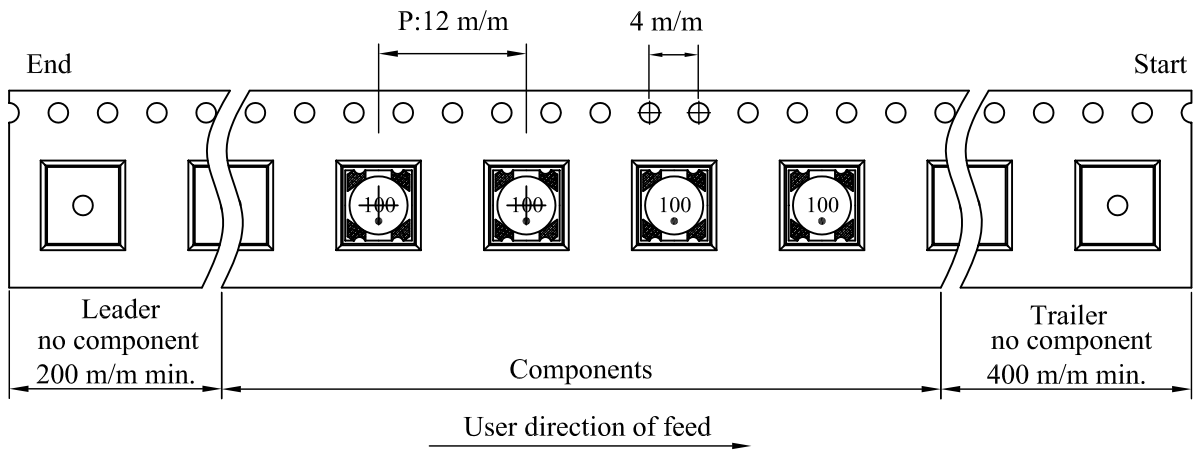 P:12 m/m
4 m/m
End
Start
100
100
100
100
Leader
no component
200 m/m min.
Components
Trailer
no component
400 m/m min.
User direction of feed